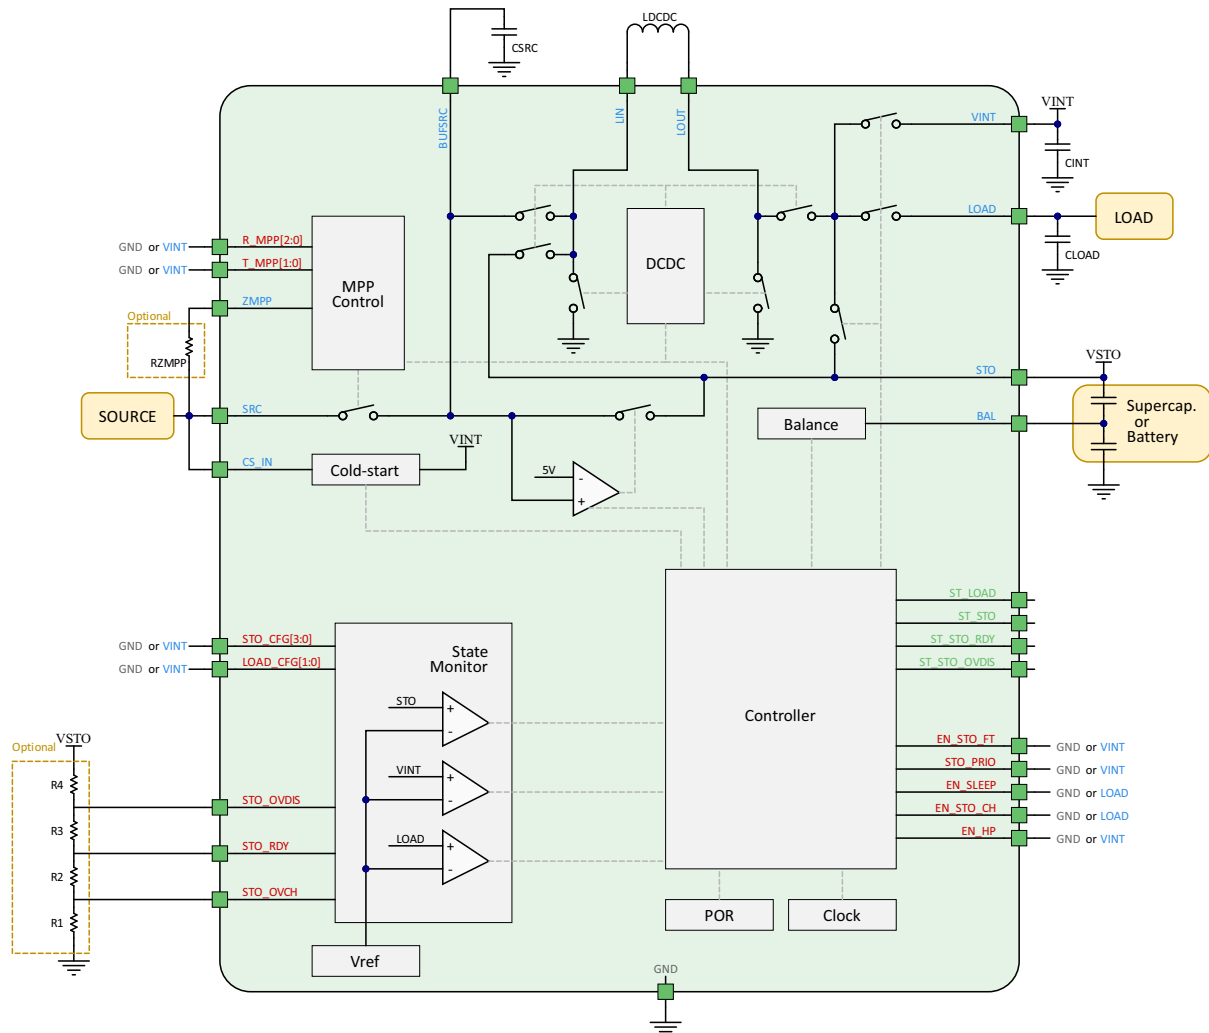 LDCDC
CSRC
BUFSRC
LIN
LOUT
VINT
VINT
CINT
LOAD
LOAD
CLOAD
GND or VINT
R_MPP[2:0]
GND or VINT
T_MPP[1:0]
ZMPP
MPP
Control
DCDC
Optional
RZMPP
STO
VSTO
SOURCE
SRC
Balance
BAL
Supercap.
or
Battery
CS_IN
Cold-start
VINT
5V
-
+
ST_LOAD
ST_STO
ST_STO_RDY
ST_STO_OVDIS
GND or VINT
STO_CFG[3:0]
GND or VINT
LOAD_CFG[1:0]
State
Monitor
STO
+
-
VINT
+
-
LOAD
+
-
Controller
EN_STO_FT
GND or VINT
STO_PRIO
GND or VINT
EN_SLEEP
GND or LOAD
EN_STO_CH
GND or LOAD
EN_HP
GND or VINT
Optional
VSTO
R4
STO_OVDIS
R3
STO_RDY
R2
STO_OVCH
R1
Vref
POR
Clock
GND